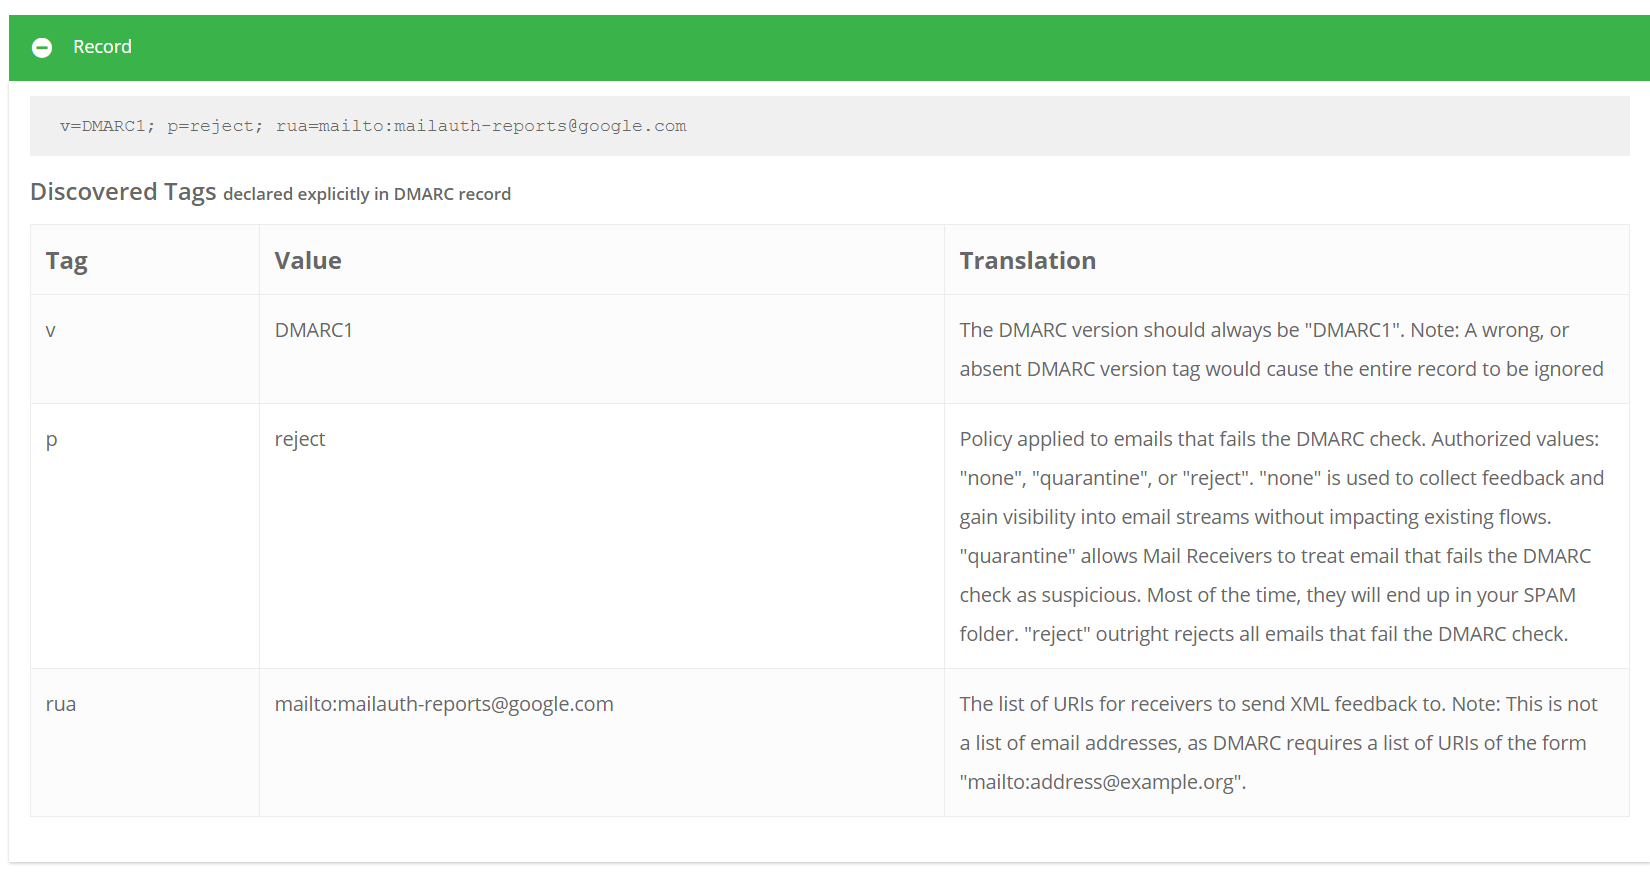 Record
v=DMARC1; p=reject; rua=mailto:mailauth-reports@google.com
Discovered Tags declared explicitly in DMARC record
Tag Value Translation
v DMARC1 The DMARC version should always be "DMARC1". Note: A wrong, or
absent DMARC version tag would cause the entire record to be ignored
p reject Policy applied to emails that fails the DMARC check. Authorized values:
"none", "quarantine", or "reject". "none" is used to collect feedback and
gain visibility into email streams without impacting existing flows.
"quarantine" allows Mail Receivers to treat email that fails the DMARC
check as suspicious. Most of the time, they will end up in your SPAM
folder. "reject" outright rejects all emails that fail the DMARC check.
rua mailto:mailauth-reports@google.com The list of URIs for receivers to send XML feedback to. Note: This is not
a list of email addresses, as DMARC requires a list of URIs of the form
"mailto:address@example.org".